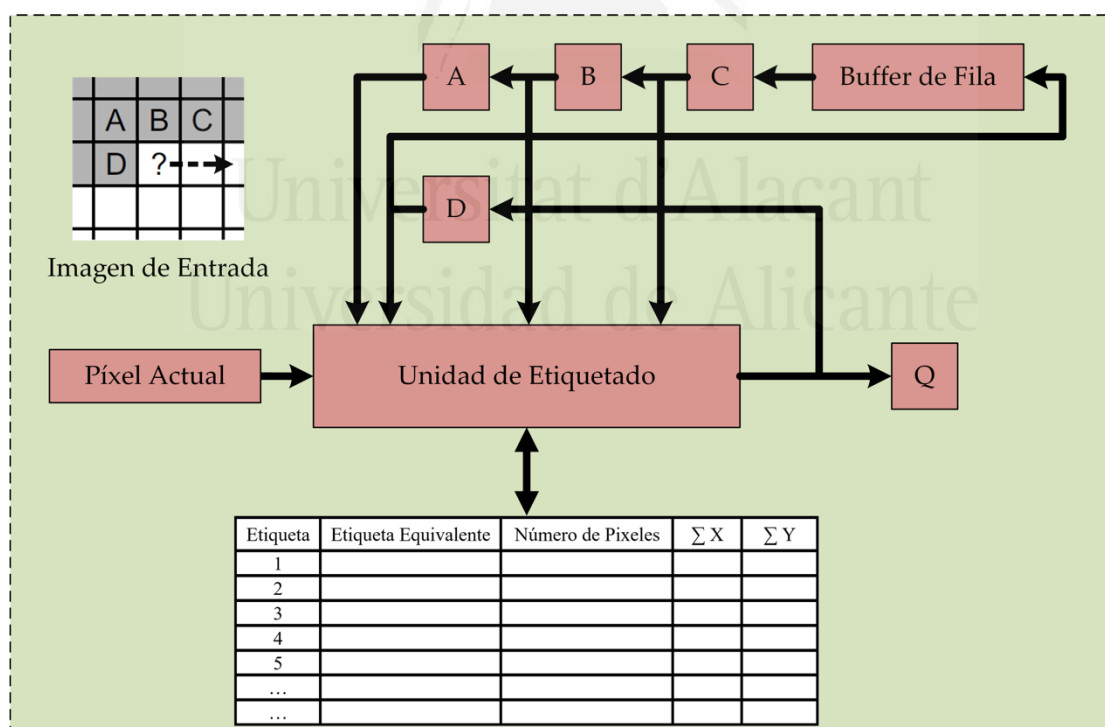 A B C Buffer de Fila
A B C
D ?
D
Universitat d'Alacant
Imagen de Entrada
Universidad de Alicante
Píxel Actual Unidad de Etiquetado Q
Etiqueta Etiqueta Equivalente Número de Pixeles ∑ X ∑ Y
1
2
3
4
5
...
...